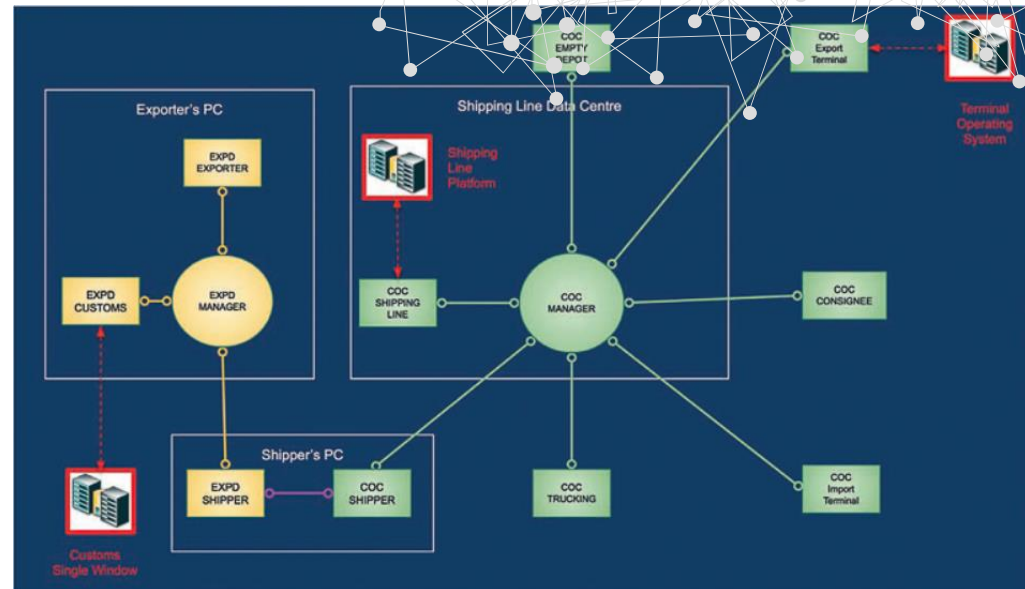 COC
EMPTY
DEPOT
COC
Export
Terminal
Terminal
Operating
System
Exporter's PC
Shipping Line Data Centre
EXPD
EXPORTER
Shipping
Line
Platform
EXPD
CUSTOMS
EXPD
MANAGER
COC
SHIPPING
LINE
COC
MANAGER
COC
CONSIGNEE
Shipper's PC
EXPD
SHIPPER
COC
SHIPPER
COC
TRUCKING
COC
Import
Terminal
Customs
Single Window